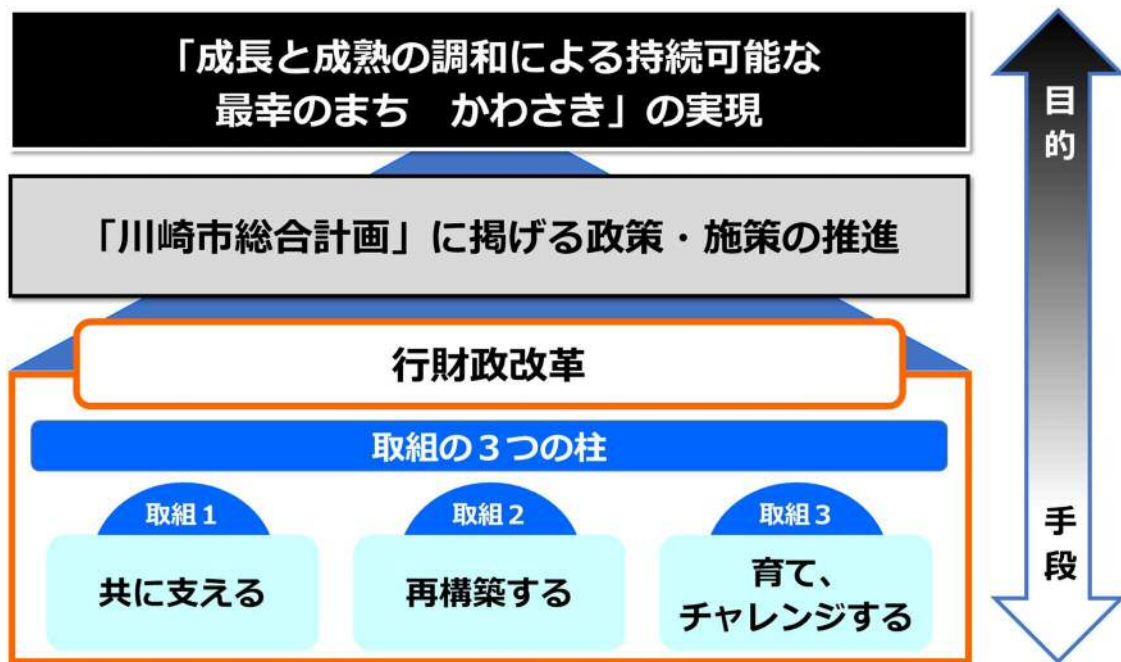 「成長と成熟の調和による持続可能な
最幸のまち　かわさき」の実現
「川崎市総合計画」に掲げる政策・施策の推進
行財政改革
取組の３つの柱
取組１
共に支える
取組２
再構築する
取組３
育て、
チャレンジする
目的
手段